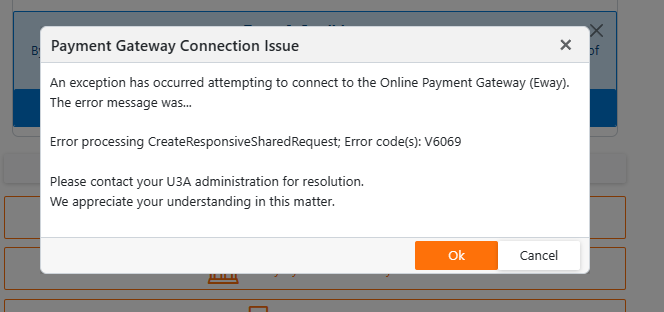 Payment Gateway Connection Issue
An exception has occurred attempting to connect to the Online Payment Gateway (Eway).
The error message was...
Error processing CreateResponsiveSharedRequest; Error code(s): V6069
Please contact your U3A administration for resolution.
We appreciate your understanding in this matter.
Ok
Cancel